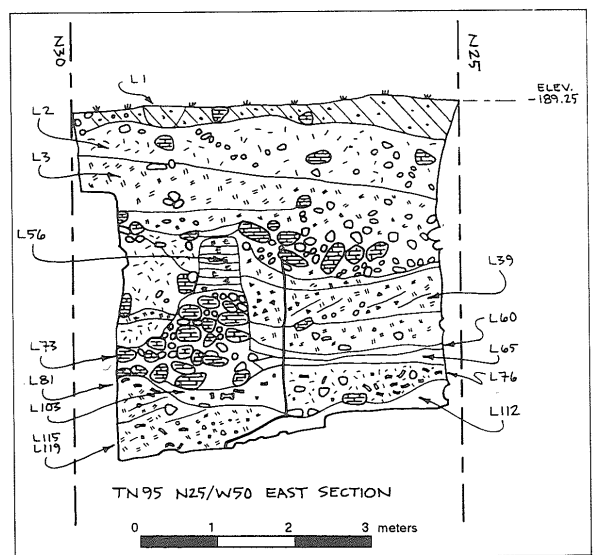 N30
N25
L1
ELEV.
-189.25
L2
L3
L56
L39
L60
L73
L65
L81
L76
L103
L112
L115
L119
TN95 N25/W50 EAST SECTION
0 1 2 3 meters